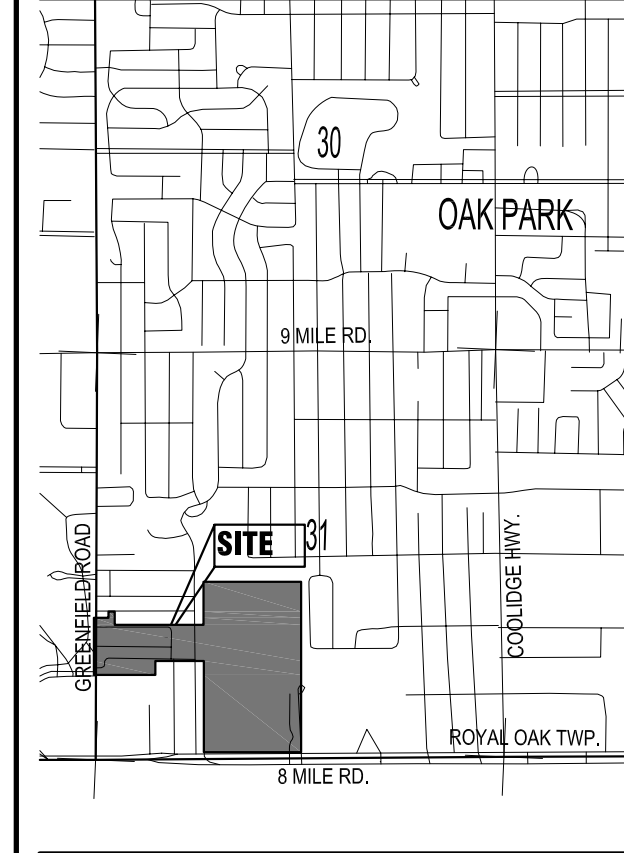 30
OAK PARK
9 MILE RD.
SITE
31
GREENFIELD ROAD
COOLIDGE HWY.
ROYAL OAK TWP.
8 MILE RD.